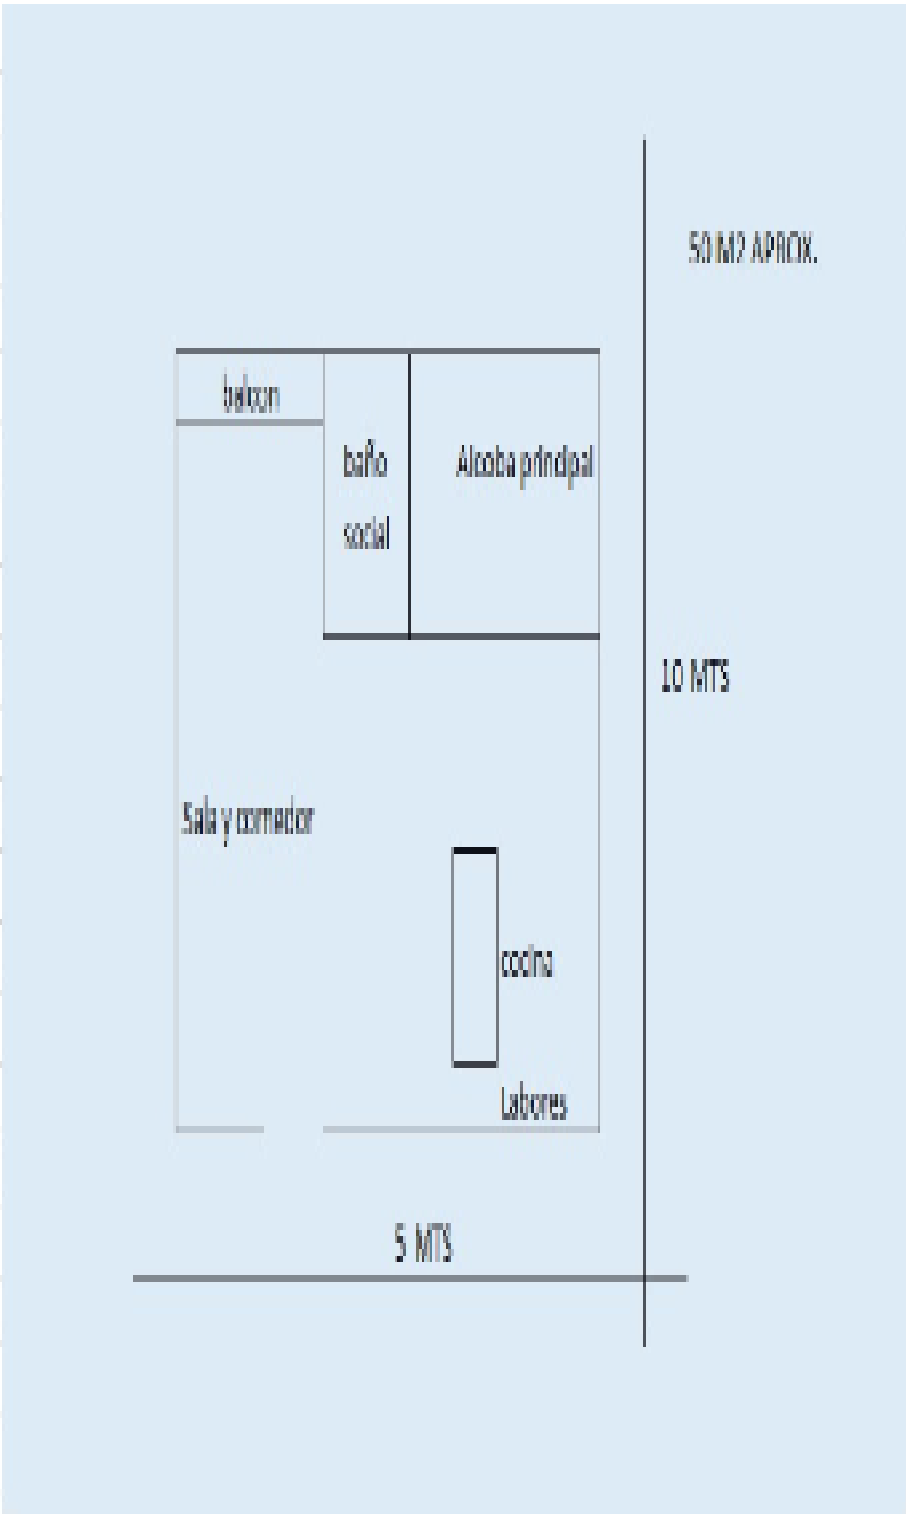 50 M2 APROX.
balcon
baño
social
Alcoba principal
10 MTS
Sala y comedor
cocina
Labores
5 MTS